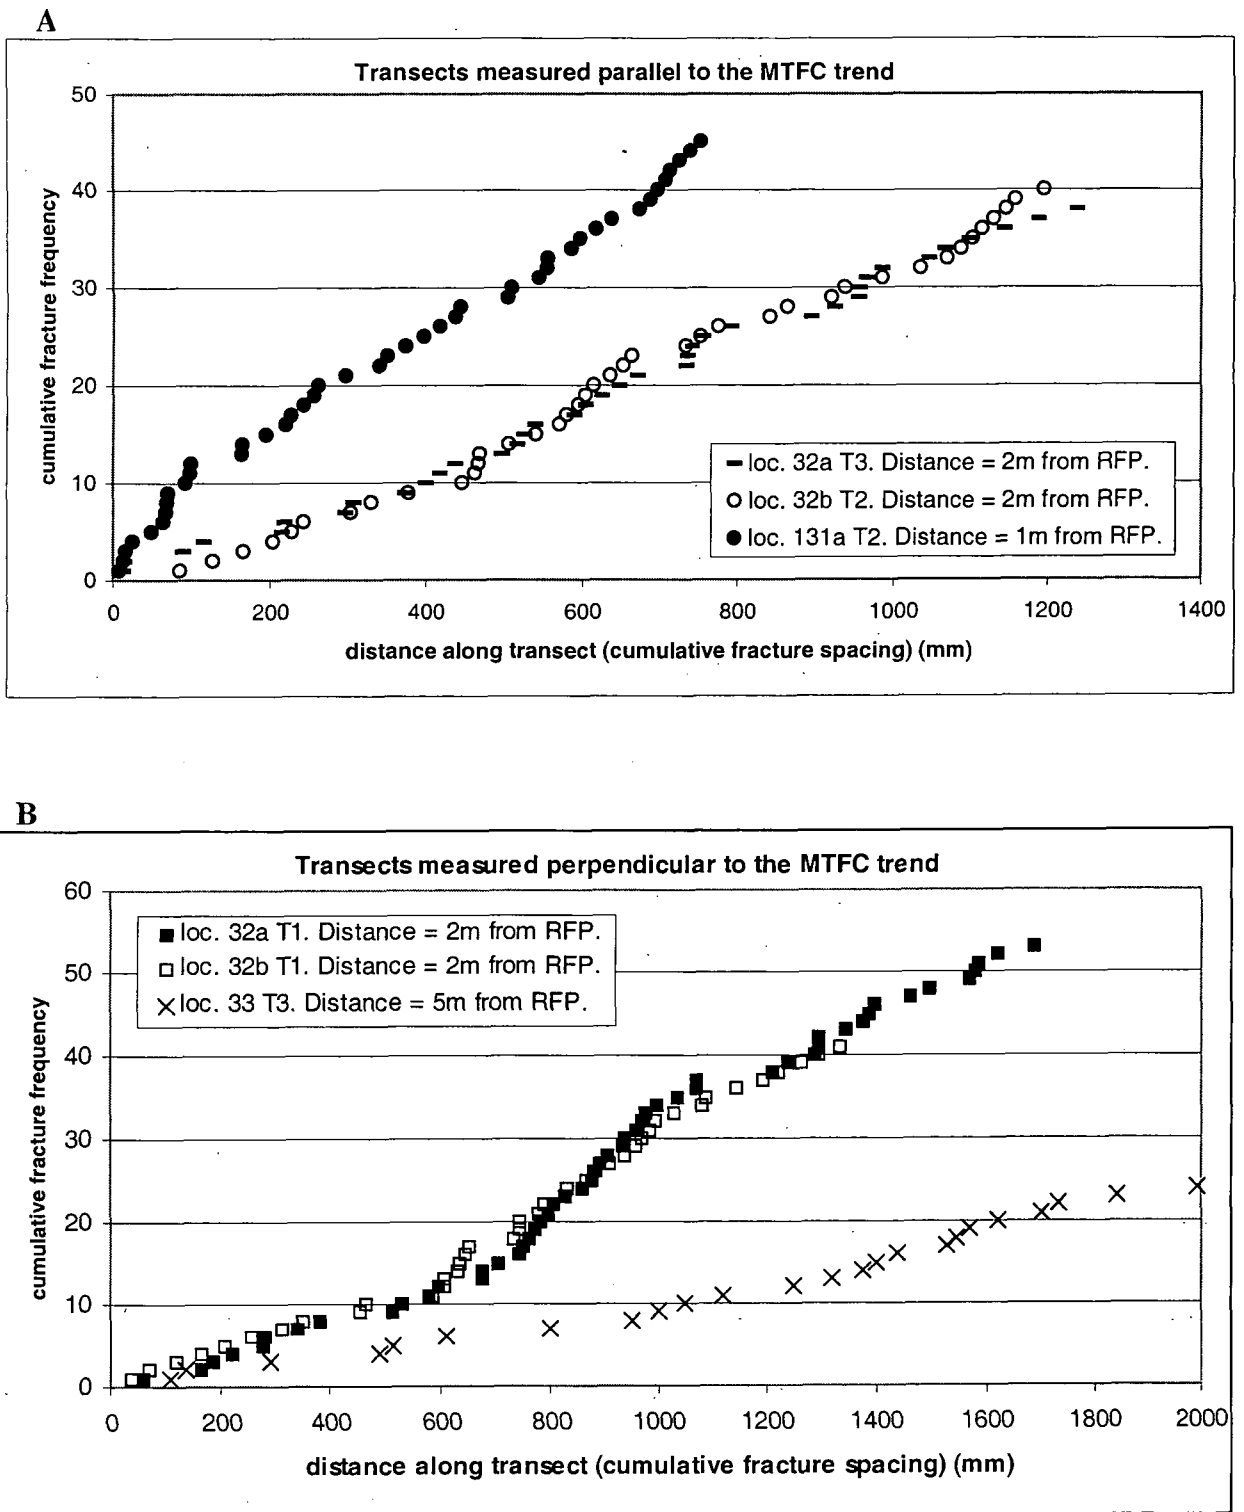 A
Transects measured parallel to the MTFC trend
50
40
30
20
10
0
cumulative fracture frequency
loc. 32a T3. Distance = 2m from RFP.
loc. 32b T2. Distance = 2m from RFP.
loc. 131a T2. Distance = 1m from RFP.
0 200 400 600 800 1000 1200 1400
distance along transect (cumulative fracture spacing) (mm)
B
Transects measured perpendicular to the MTFC trend
60
50
40
30
20
10
0
cumulative fracture frequency
loc. 32a T1. Distance = 2m from RFP.
loc. 32b T1. Distance = 2m from RFP.
loc. 33 T3. Distance = 5m from RFP.
0 200 400 600 800 1000 1200 1400 1600 1800 2000
distance along transect (cumulative fracture spacing) (mm)